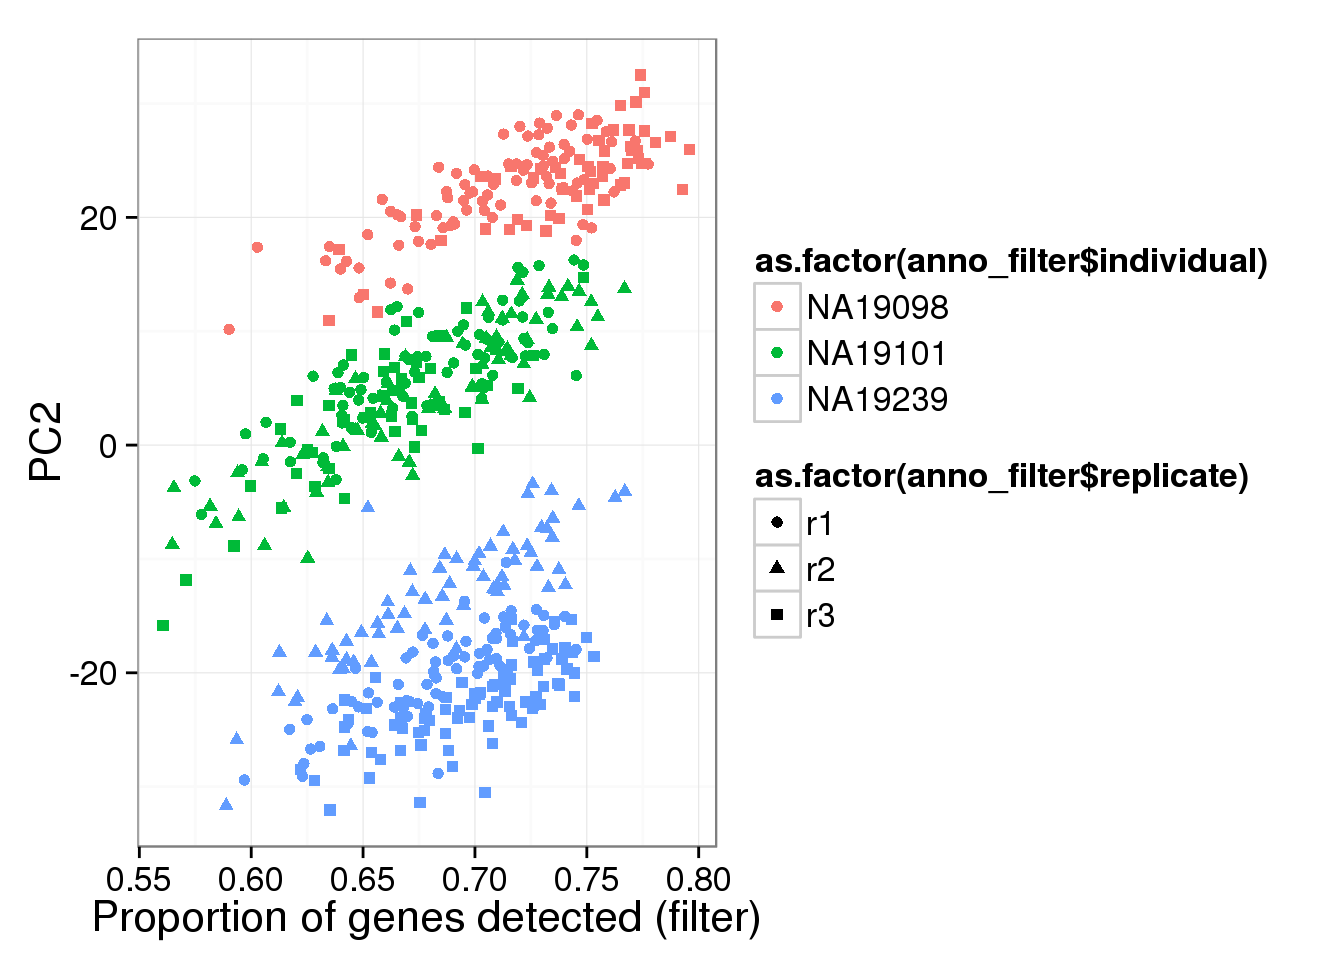 PC2
20
0
-20
0.55 0.60 0.65 0.70 0.75 0.80
Proportion of genes detected (filter)
as.factor(anno_filter$individual)
NA19098
NA19101
NA19239
as.factor(anno_filter$replicate)
r1
r2
r3